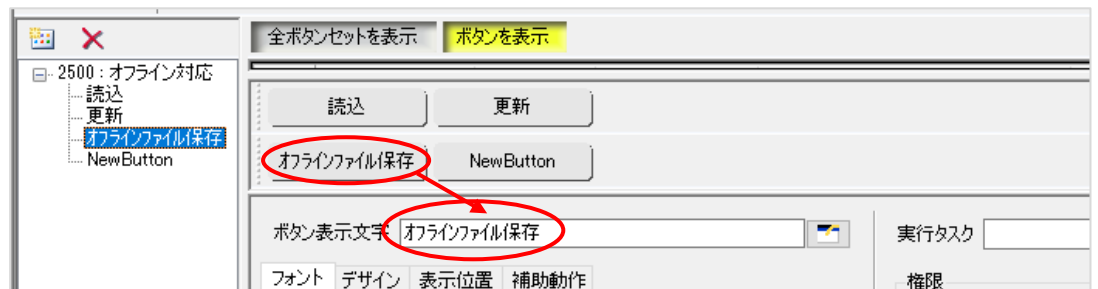 全ボタンセットを表示 ボタンを表示
2500 : オフライン対応
読込
更新
オフラインファイル保存
NewButton
読込 更新
オフラインファイル保存 NewButton
ボタン表示文字 オフラインファイル保存 実行タスク
フォント デザイン 表示位置 補助動作 権限